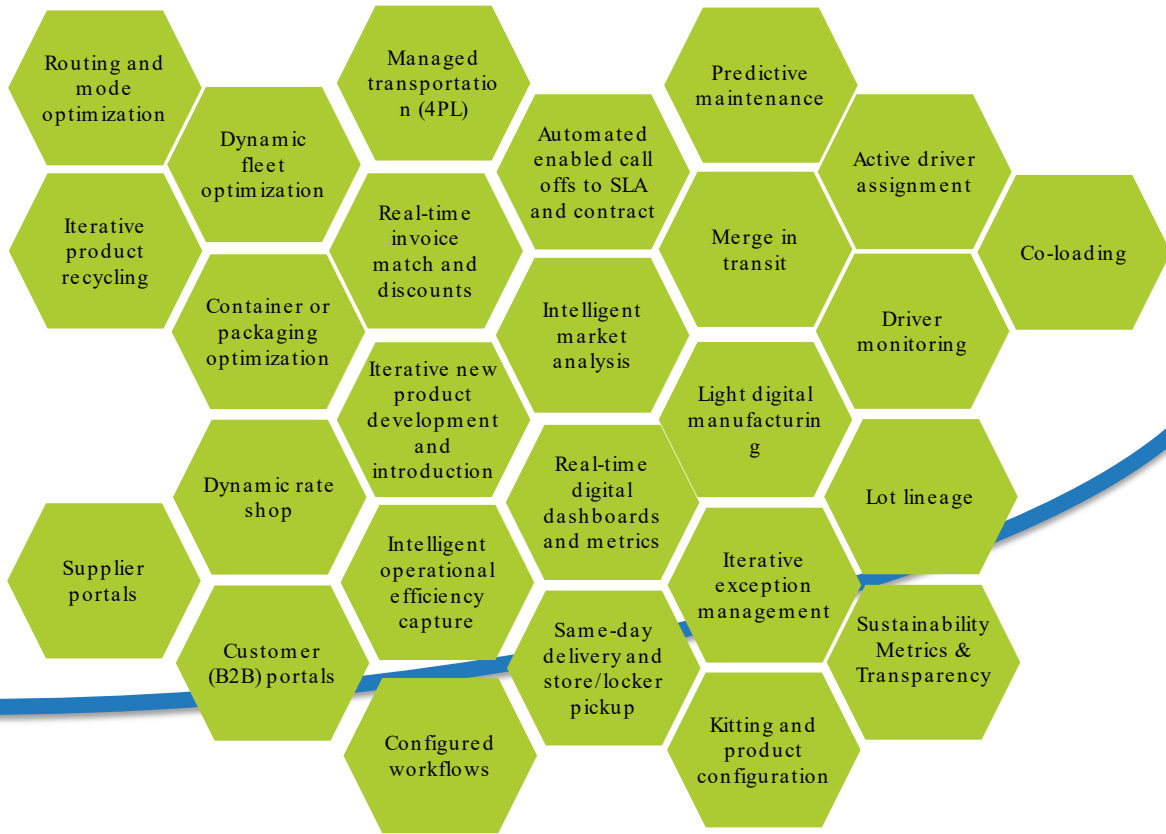 Routing and
mode
optimization
Managed
transportatio
n (4PL)
Predictive
maintenance
Dynamic
fleet
optimization
Automated
enabled call
offs to SLA
and contract
Active driver
assignment
Iterative
product
recycling
Real-time
invoice
match and
discounts
Merge in
transit
Co-loading
Container or
packaging
optimization
Intelligent
market
analysis
Driver
monitoring
Iterative new
product
development
and
introduction
Light digital
manufacturin
g
Dynamic rate
shop
Real-time
digital
dashboards
and metrics
Lot lineage
Supplier
portals
Intelligent
operational
efficiency
capture
Iterative
exception
management
Customer
(B2B) portals
Same-day
delivery and
store/locker
pickup
Sustainability
Metrics &
Transparency
Configured
workflows
Kitting and
product
configuration